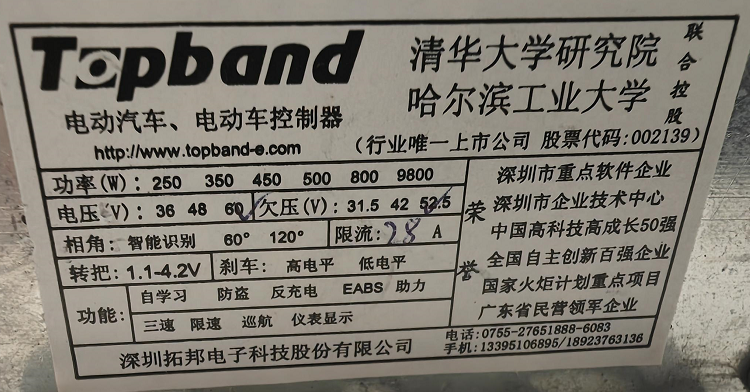 Topband
清华大学研究院
哈尔滨工业大学
联合控股
电动汽车、电动车控制器
http://www.topband-e.com
(行业唯一上市公司 股票代码:002139)
功率(W): 250 350 450 500 800 9800
电压(V): 36 48 60 欠压(V): 31.5 42 52.5
相角: 智能识别 60° 120° 限流: 28 A
转把: 1.1-4.2V 刹车: 高电平 低电平
功能: 自学习 防盗 反充电 EABS 助力
三速 限速 巡航 仪表显示
荣誉
深圳市重点软件企业
深圳市企业技术中心
中国高科技高成长50强
全国自主创新百强企业
国家火炬计划重点项目
广东省民营领军企业
深圳拓邦电子科技股份有限公司
电话: 0755-27651888-6083
手机: 13395106895/18923763136